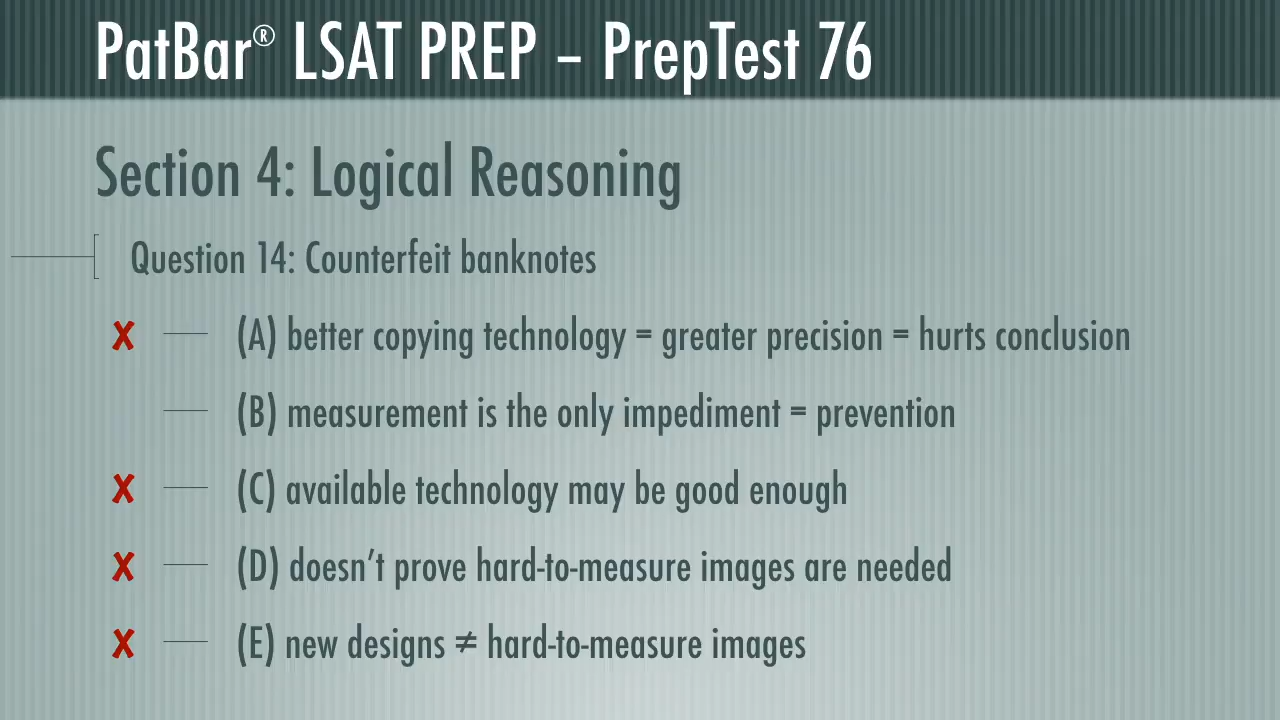 PatBar® LSAT PREP – PrepTest 76
Section 4: Logical Reasoning
Question 14: Counterfeit banknotes
✘ (A) better copying technology = greater precision = hurts conclusion
(B) measurement is the only impediment = prevention
✘ (C) available technology may be good enough
✘ (D) doesn’t prove hard-to-measure images are needed
✘ (E) new designs ≠ hard-to-measure images